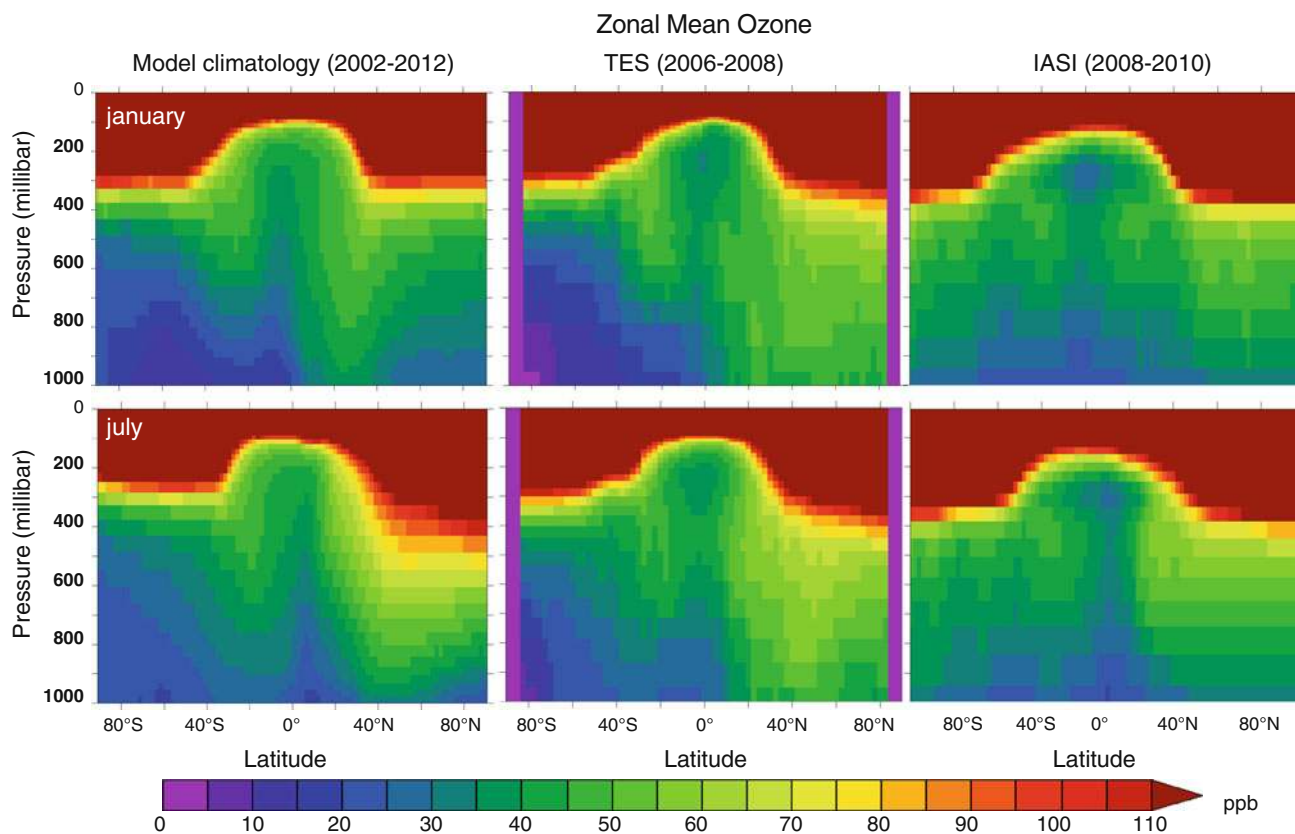 Zonal Mean Ozone
Model climatology (2002-2012) TES (2006-2008) IASI (2008-2010)
january
Pressure (millibar)
0
200
400
600
800
1000
july
Pressure (millibar)
0
200
400
600
800
1000
80°S 40°S 0° 40°N 80°N 80°S 40°S 0° 40°N 80°N 80°S 40°S 0° 40°N 80°N
Latitude Latitude Latitude
0 10 20 30 40 50 60 70 80 90 100 110 ppb